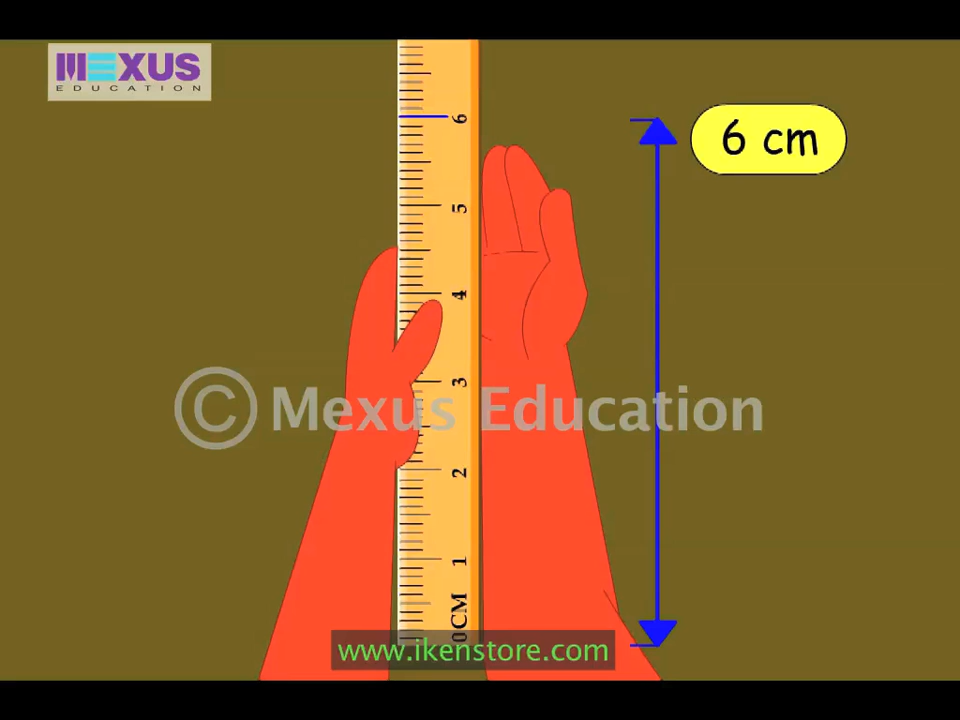 MEXUS
EDUCATION
6 cm
6
5
4
3
© Mexus Education
2
1
0CM
www.ikenstore.com